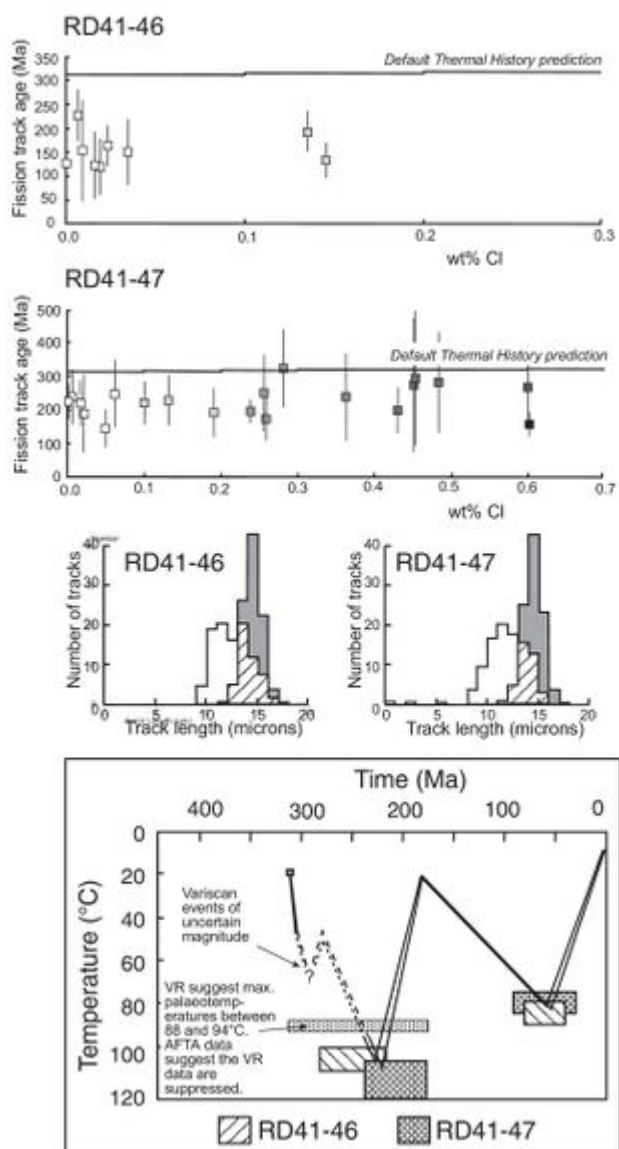 RD41-46
Fission track age (Ma)
350
300
250
200
150
100
50
0
Default Thermal History prediction
0.0 0.1 0.2 0.3
wt% Cl
RD41-47
Fission track age (Ma)
500
400
300
200
100
0
Default Thermal History prediction
0.0 0.1 0.2 0.3 0.4 0.5 0.6 0.7
wt% Cl
Number of tracks
40
30
20
10
0
RD41-46
0 5 10 15 20
Track length (microns)
Number of tracks
40
30
20
10
0
RD41-47
0 5 10 15 20
Track length (microns)
Time (Ma)
400 300 200 100 0
Temperature (°C)
0
20
40
60
80
100
120
Variscan
events of
uncertain
magnitude
?
VR suggest max.
palaeotemp-
eratures between
88 and 94°C.
AFTA data
suggest the VR
data are
suppressed.
RD41-46 RD41-47